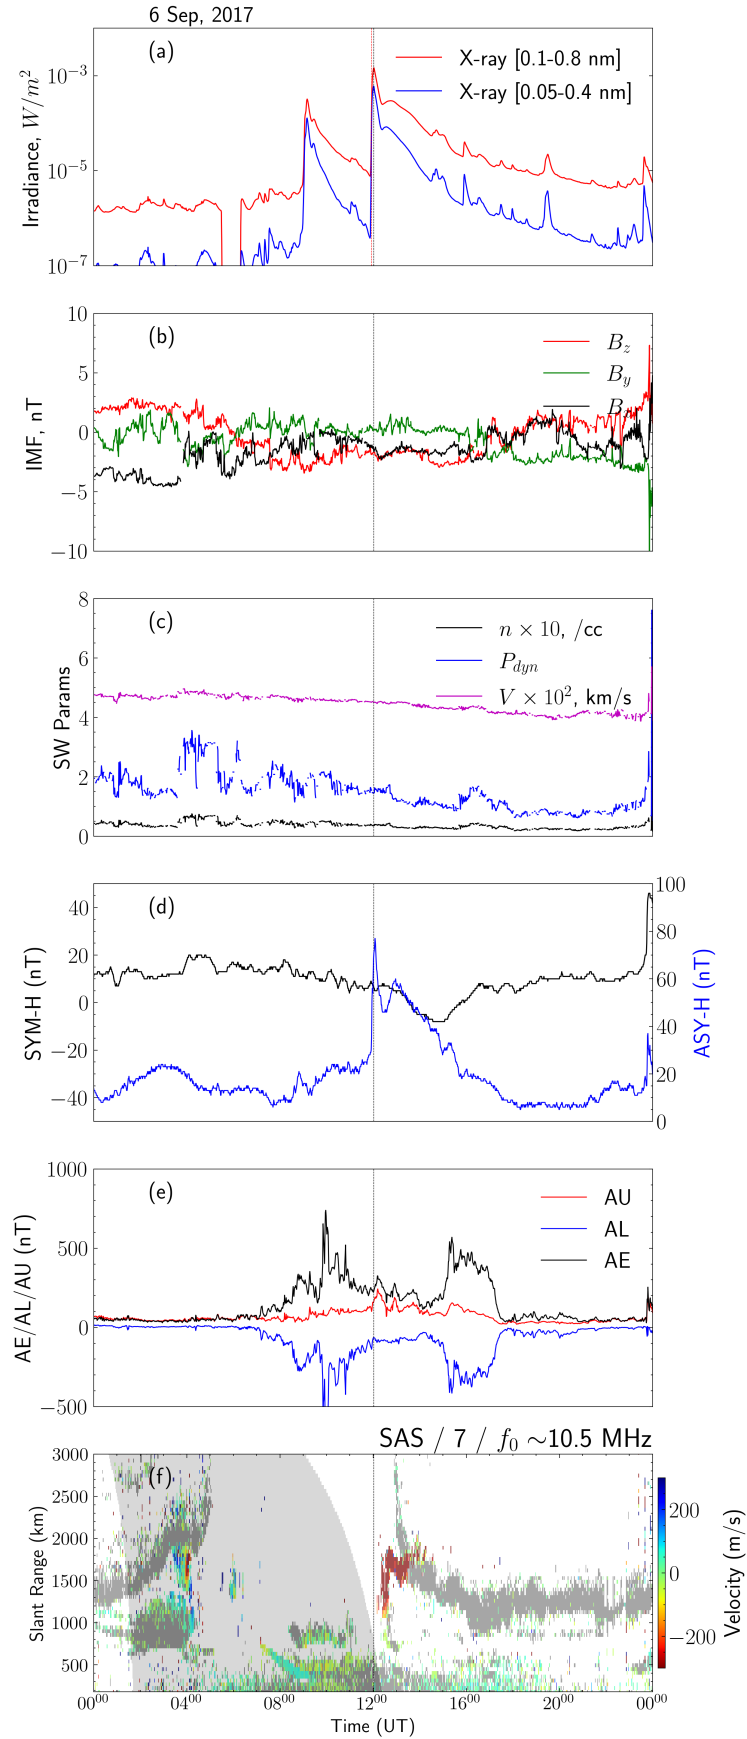 6 Sep, 2017
(a)
X-ray [0.1-0.8 nm]
X-ray [0.05-0.4 nm]
10⁻³
10⁻⁵
10⁻⁷
Irradiance, W/m²
(b)
B_z
B_y
10
5
0
−5
−10
IMF, nT
(c)
n × 10, /cc
P_dyn
V × 10², km/s
8
6
4
2
0
SW Params
(d)
40
20
0
−20
−40
SYM-H (nT)
100
80
60
40
20
0
ASY-H (nT)
(e)
AU
AL
AE
1000
500
0
−500
AE/AL/AU (nT)
SAS / 7 / f₀ ∼10.5 MHz
(f)
3000
2500
2000
1500
1000
500
Slant Range (km)
200
0
−200
Velocity (m/s)
00⁰⁰ 04⁰⁰ 08⁰⁰ 12⁰⁰ 16⁰⁰ 20⁰⁰ 00⁰⁰
Time (UT)